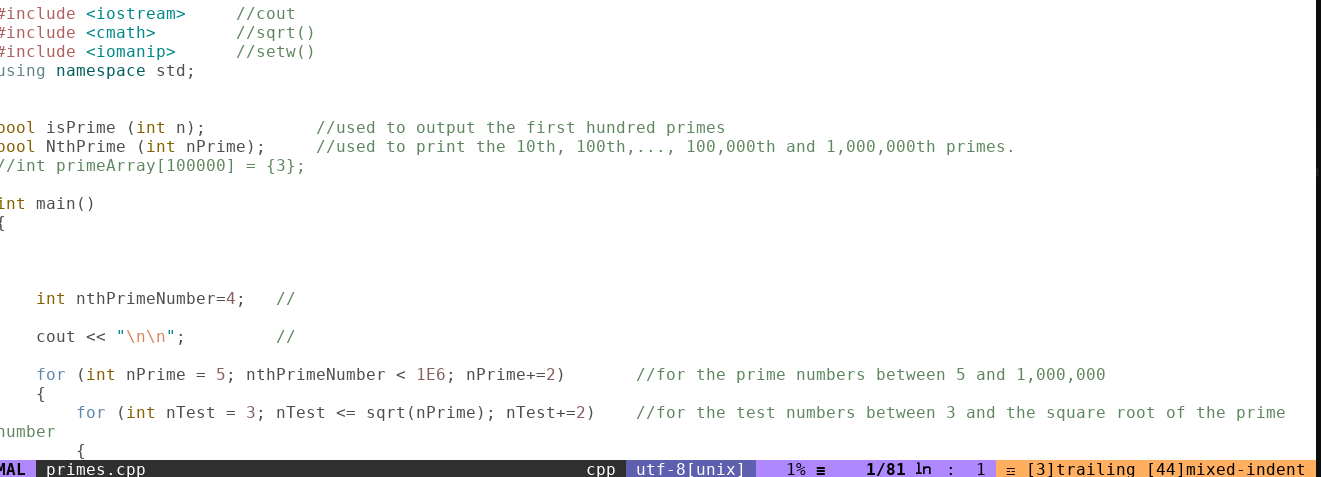 #include <iostream>     //cout
#include <cmath>        //sqrt()
#include <iomanip>      //setw()
using namespace std;
bool isPrime (int n);           //used to output the first hundred primes
bool NthPrime (int nPrime);     //used to print the 10th, 100th,..., 100,000th and 1,000,000th primes.
//int primeArray[100000] = {3};
int main()
{
    int nthPrimeNumber=4;   //
    cout << "\n\n";         //
    for (int nPrime = 5; nthPrimeNumber < 1E6; nPrime+=2)       //for the prime numbers between 5 and 1,000,000
    {
        for (int nTest = 3; nTest <= sqrt(nPrime); nTest+=2)    //for the test numbers between 3 and the square root of the prime
number
        {
MAL  primes.cpp  cpp  utf-8[unix]  1% ≡  1/81 ㏑ :  1  ☲ [3]trailing [44]mixed-indent